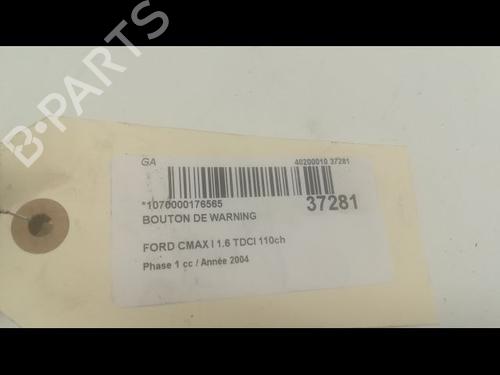 GA
40200010 37281
*1070000176565
37281
BOUTON DE WARNING
FORD CMAX I 1.6 TDCI 110ch
Phase 1 cc / Année 2004
B-PARTS